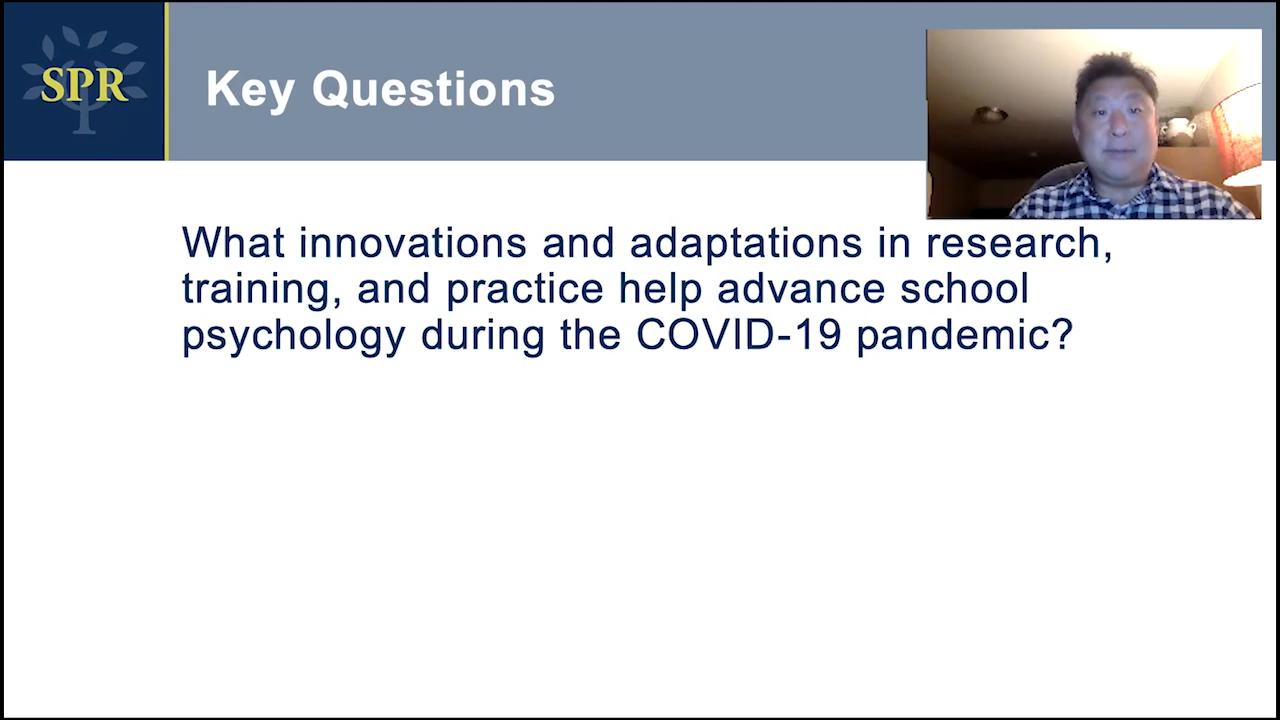 SPR
Key Questions
What innovations and adaptations in research,
training, and practice help advance school
psychology during the COVID-19 pandemic?